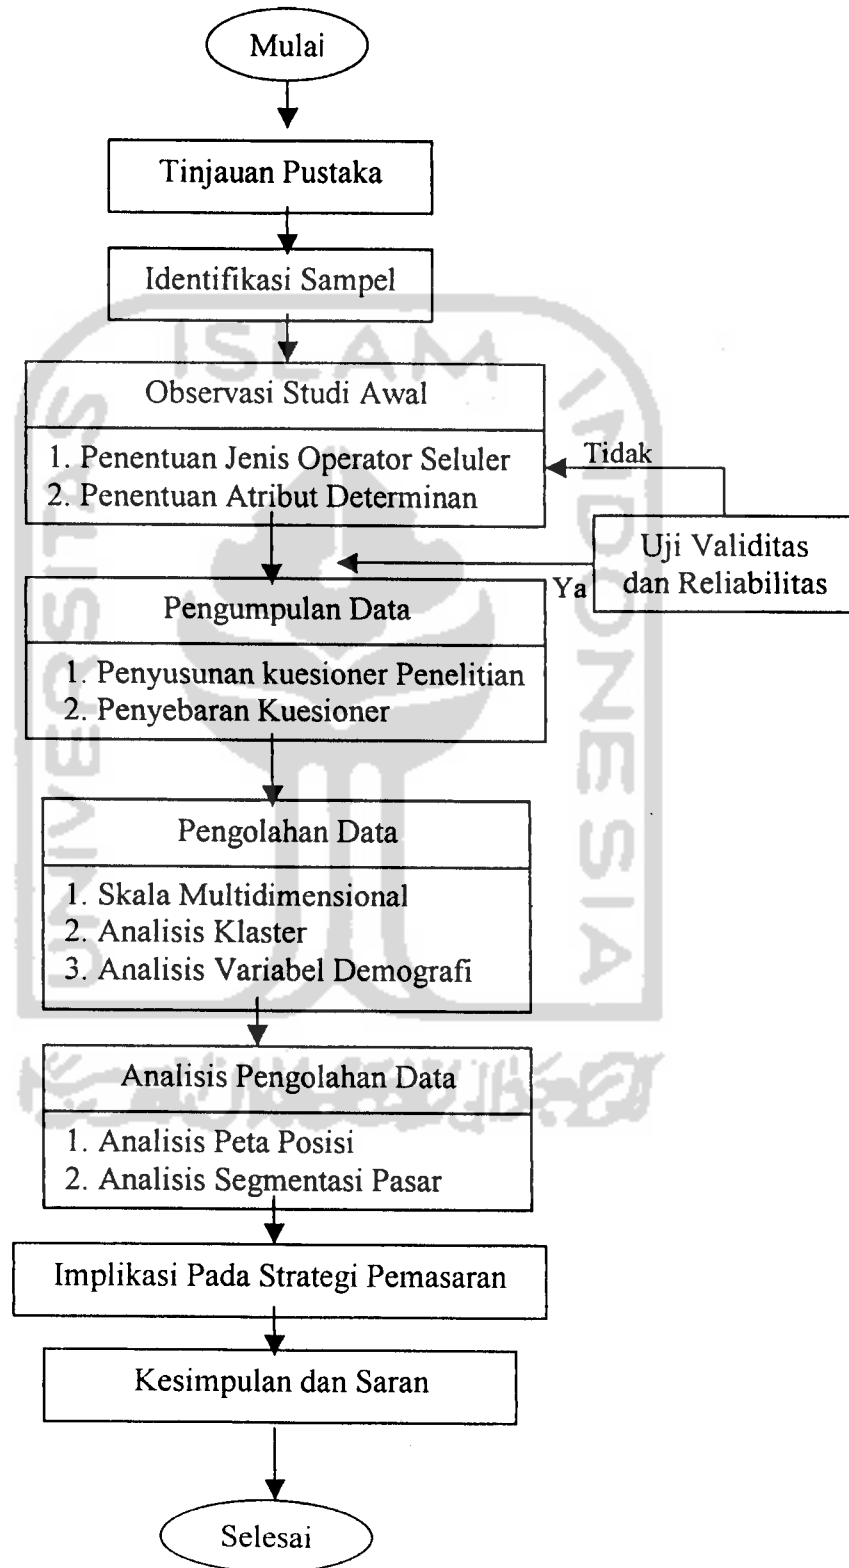 Mulai
Tinjauan Pustaka
Identifikasi Sampel
Observasi Studi Awal
1. Penentuan Jenis Operator Seluler
2. Penentuan Atribut Determinan
Tidak
Uji Validitas
dan Reliabilitas
Ya
Pengumpulan Data
1. Penyusunan kuesioner Penelitian
2. Penyebaran Kuesioner
Pengolahan Data
1. Skala Multidimensional
2. Analisis Klaster
3. Analisis Variabel Demografi
Analisis Pengolahan Data
1. Analisis Peta Posisi
2. Analisis Segmentasi Pasar
Implikasi Pada Strategi Pemasaran
Kesimpulan dan Saran
Selesai
UNIVERSITAS
ISLAM
INDONESIA